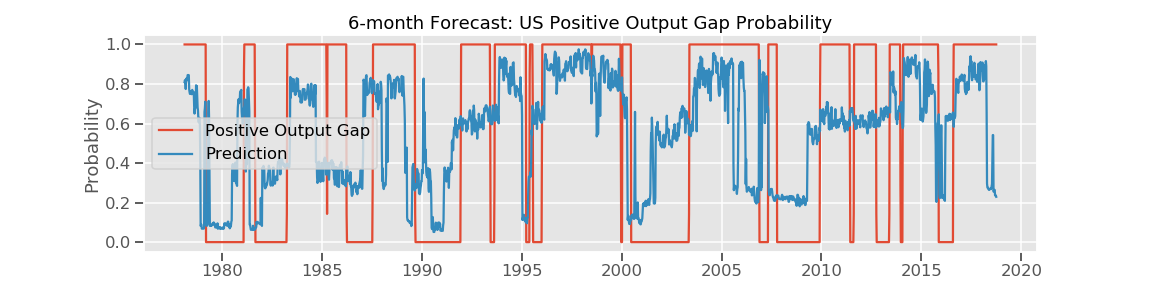 6-month Forecast: US Positive Output Gap Probability
Probability
1.0
0.8
0.6
0.4
0.2
0.0
Positive Output Gap
Prediction
1980 1985 1990 1995 2000 2005 2010 2015 2020